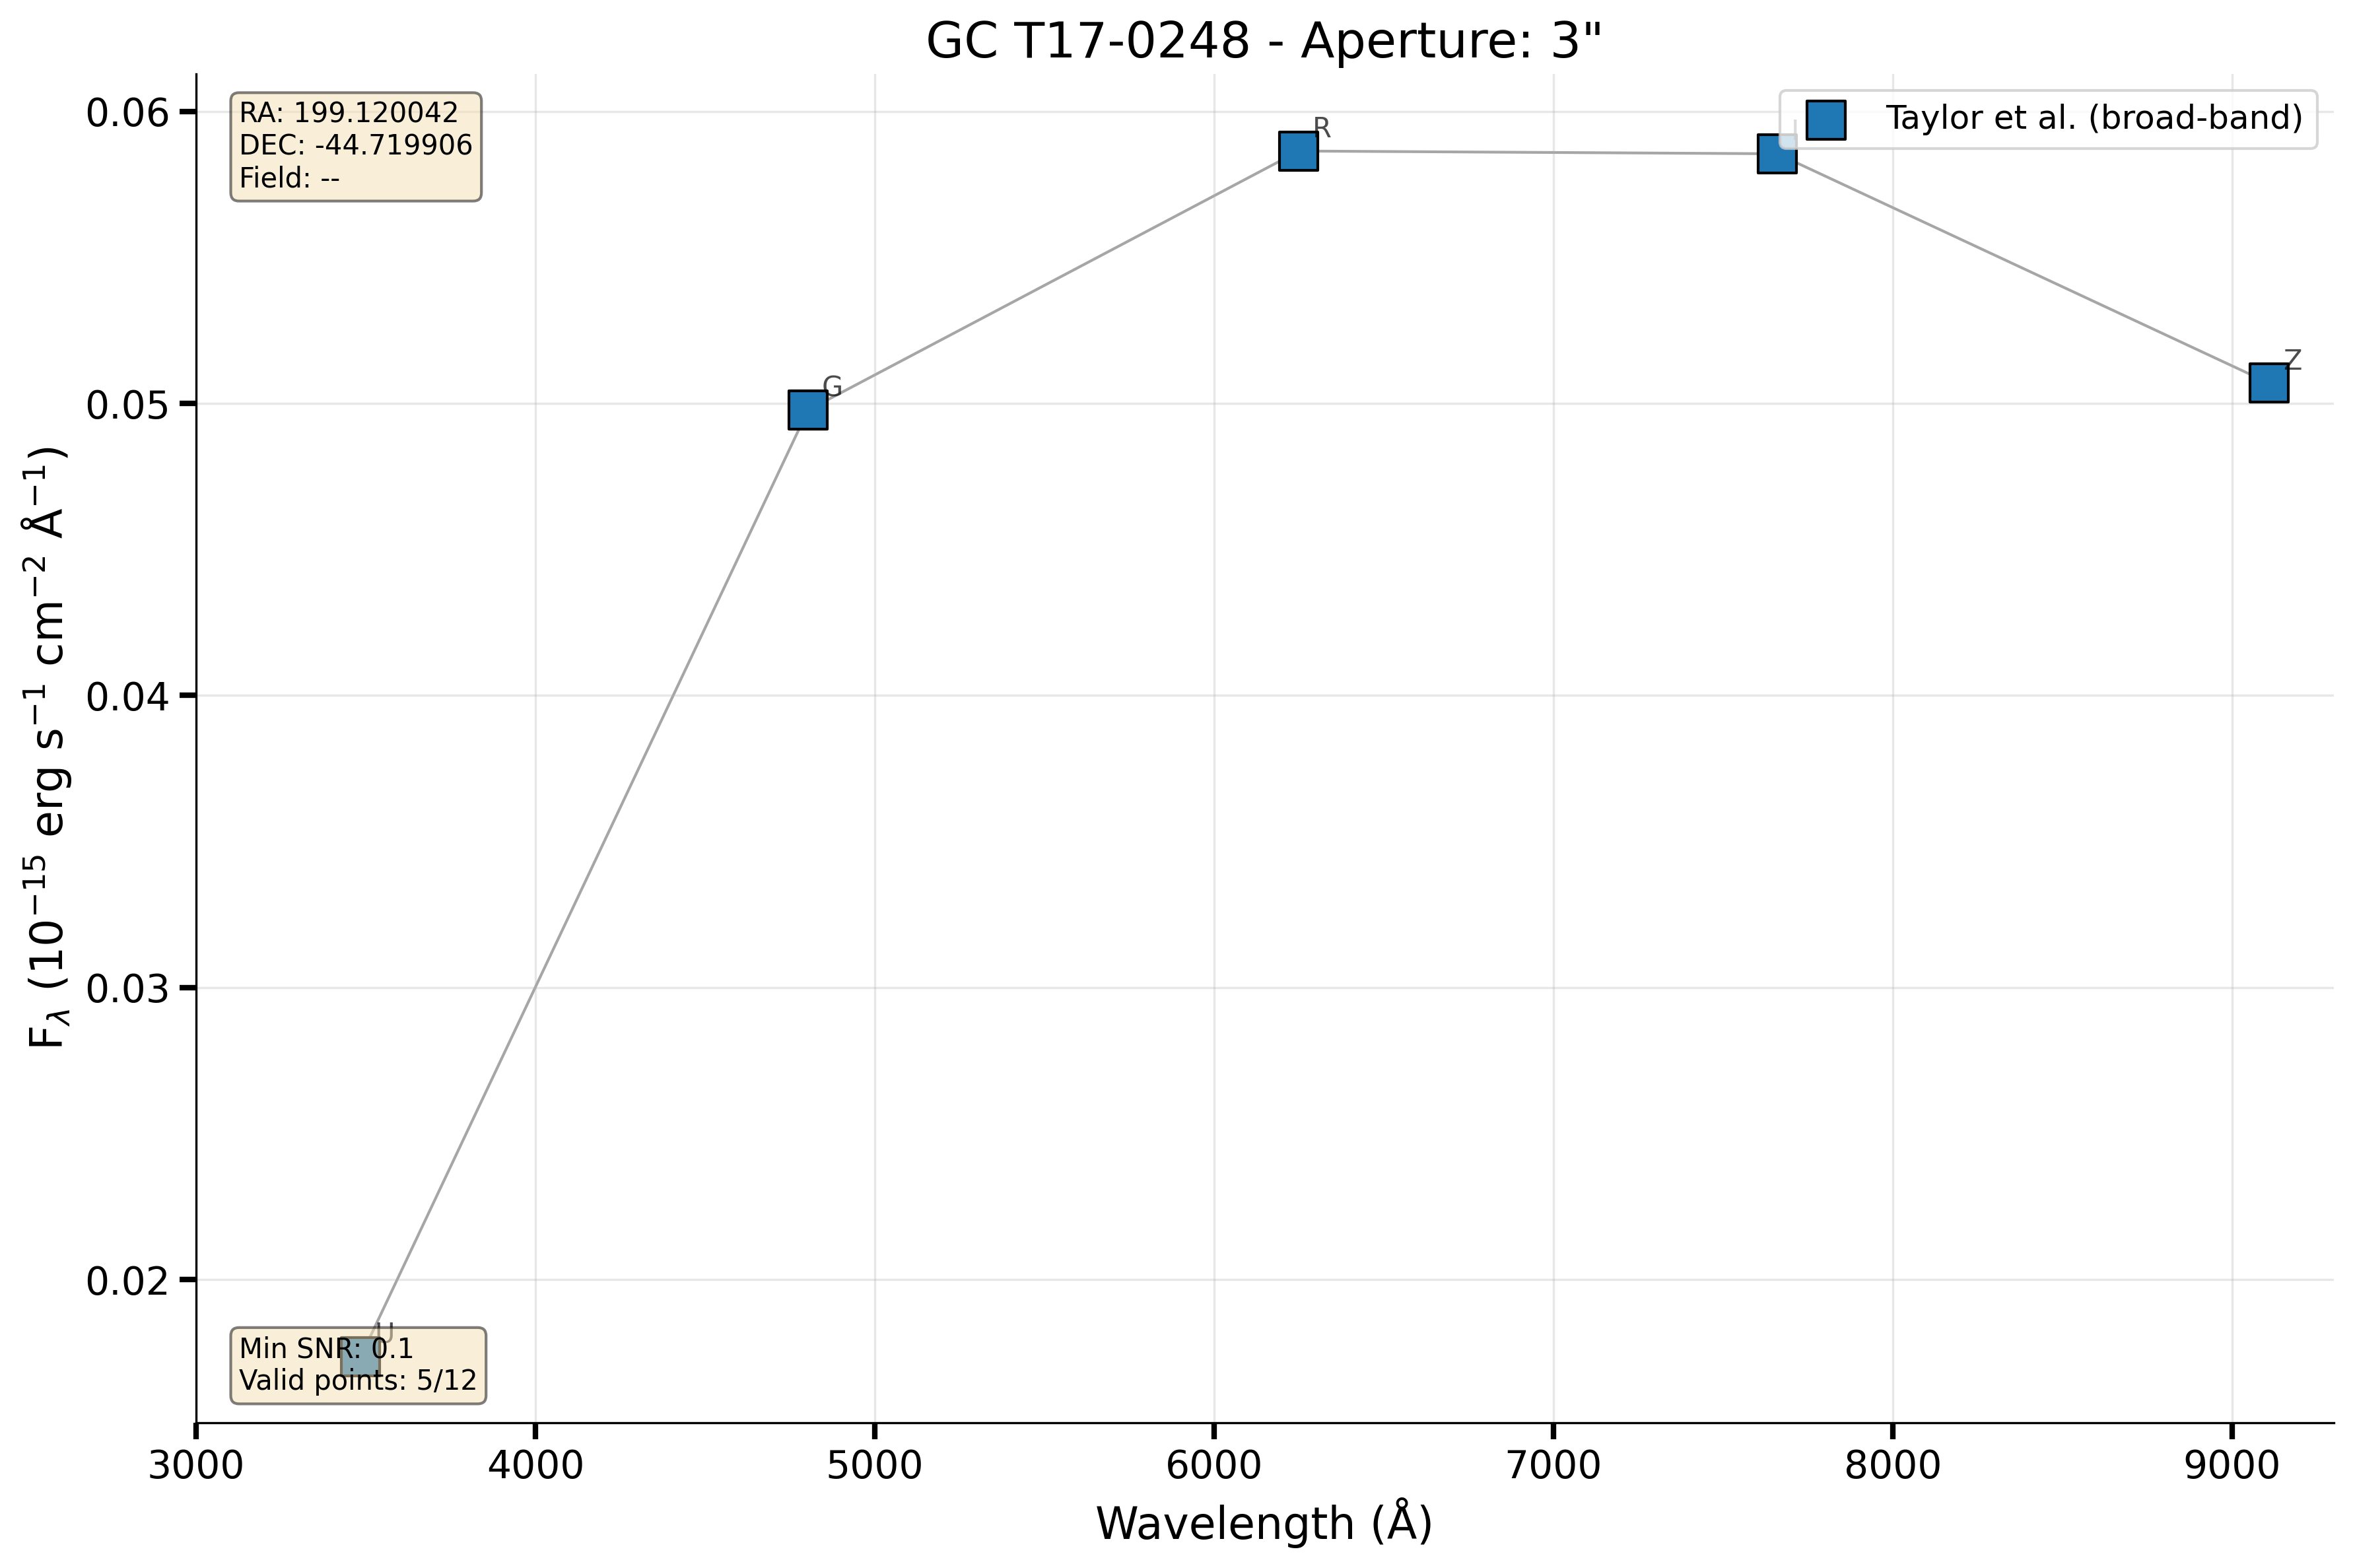 GC T17-0248 - Aperture: 3"
RA: 199.120042
DEC: -44.719906
Field: --
Taylor et al. (broad-band)
R
I
G
Z
U
Min SNR: 0.1
Valid points: 5/12
F_λ (10⁻¹⁵ erg s⁻¹ cm⁻² Å⁻¹)
0.06
0.05
0.04
0.03
0.02
3000 4000 5000 6000 7000 8000 9000
Wavelength (Å)